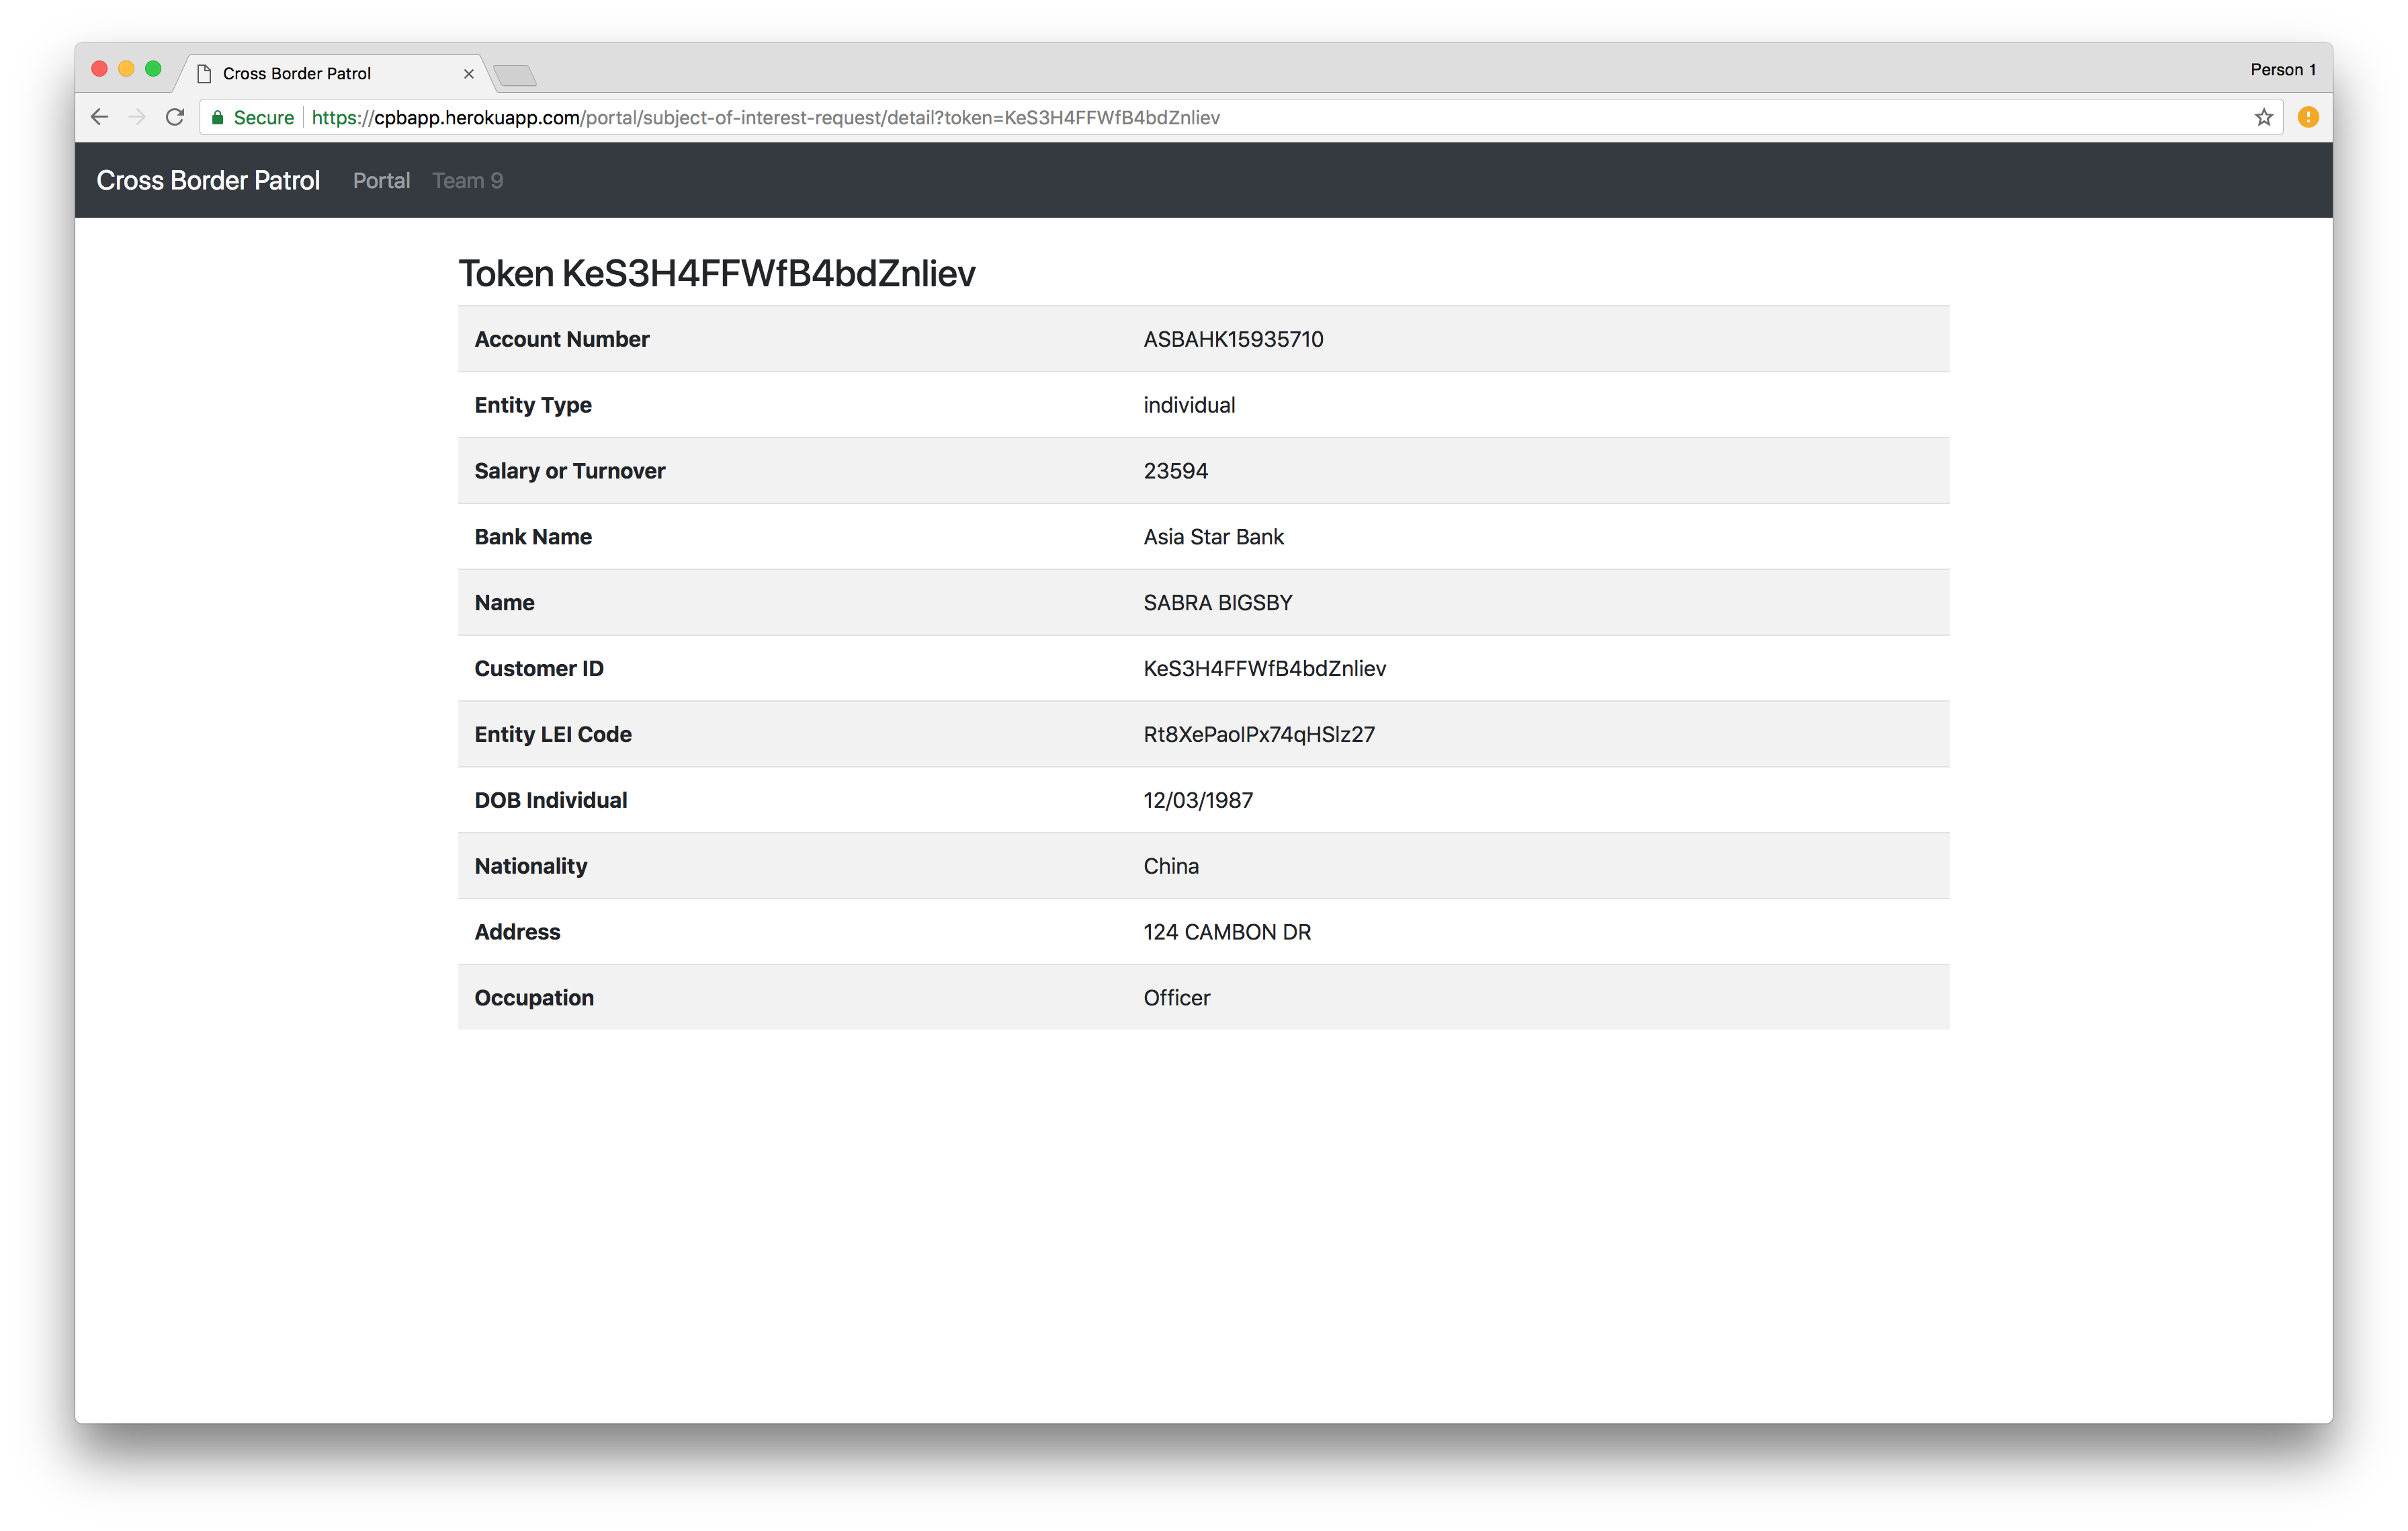 Cross Border Patrol
Person 1
Secure https://cpbapp.herokuapp.com/portal/subject-of-interest-request/detail?token=KeS3H4FFWfB4bdZnliev
Cross Border Patrol Portal Team 9
Token KeS3H4FFWfB4bdZnliev
Account Number ASBAHK15935710
Entity Type individual
Salary or Turnover 23594
Bank Name Asia Star Bank
Name SABRA BIGSBY
Customer ID KeS3H4FFWfB4bdZnliev
Entity LEI Code Rt8XePaoIPx74qHSlz27
DOB Individual 12/03/1987
Nationality China
Address 124 CAMBON DR
Occupation Officer